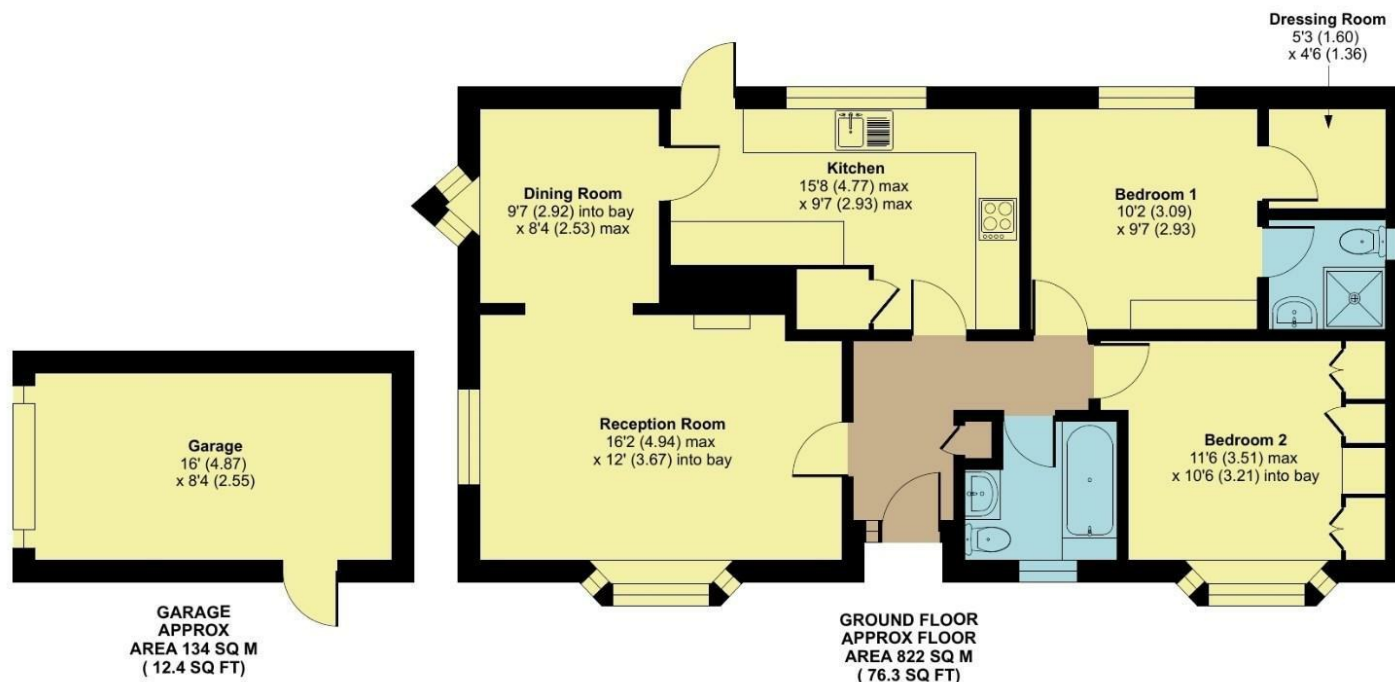 Dressing Room
5'3 (1.60)
x 4'6 (1.36)
Kitchen
15'8 (4.77) max
x 9'7 (2.93) max
Dining Room
9'7 (2.92) into bay
x 8'4 (2.53) max
Bedroom 1
10'2 (3.09)
x 9'7 (2.93)
Reception Room
16'2 (4.94) max
x 12' (3.67) into bay
Bedroom 2
11'6 (3.51) max
x 10'6 (3.21) into bay
Garage
16' (4.87)
x 8'4 (2.55)
GARAGE
APPROX
AREA 134 SQ M
( 12.4 SQ FT)
GROUND FLOOR
APPROX FLOOR
AREA 822 SQ M
( 76.3 SQ FT)